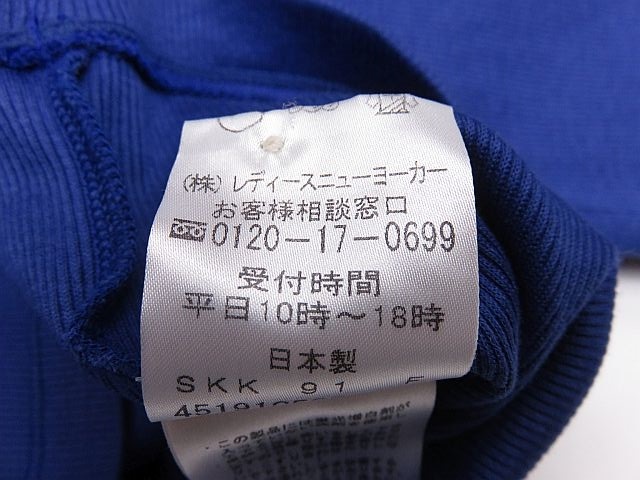 (株)レディースニューヨーカー
お客様相談窓口
0120-17-0699
受付時間
平日10時〜18時
日本製
SKK 91